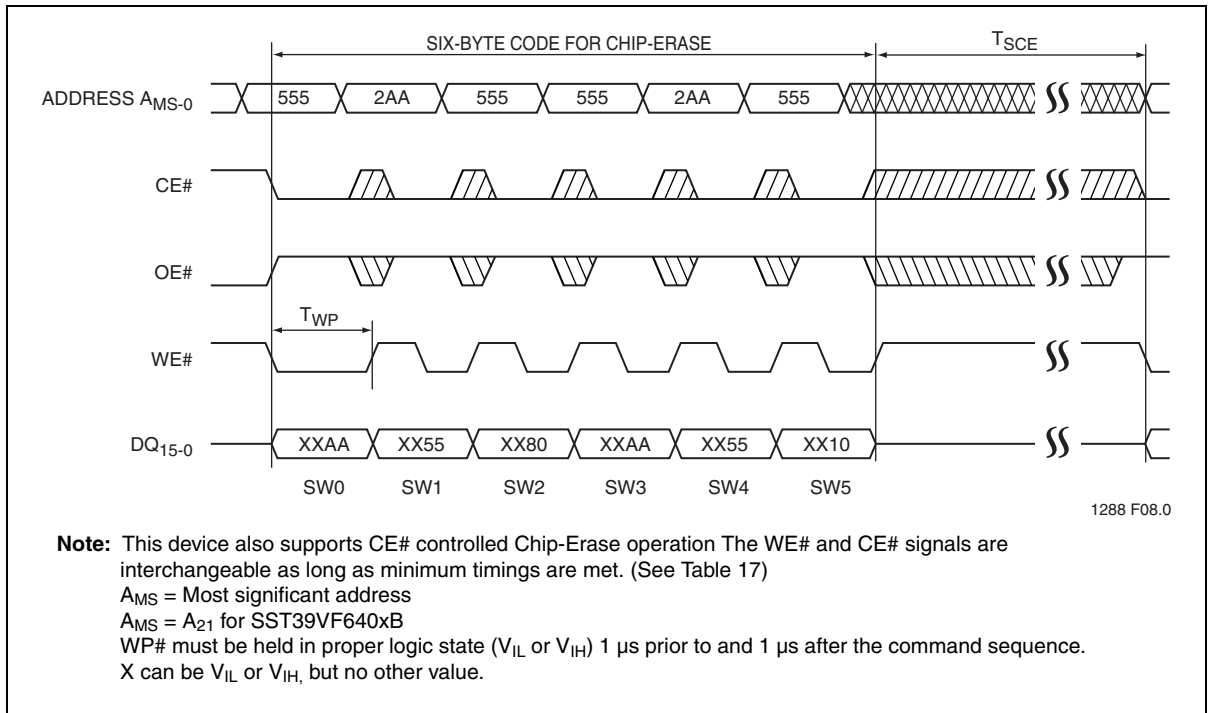 SIX-BYTE CODE FOR CHIP-ERASE TSCE
ADDRESS AMS-0 555 2AA 555 555 2AA 555
CE#
OE#
TWP
WE#
DQ15-0 XXAA XX55 XX80 XXAA XX55 XX10
SW0 SW1 SW2 SW3 SW4 SW5
1288 F08.0
Note: This device also supports CE# controlled Chip-Erase operation The WE# and CE# signals are
interchangeable as long as minimum timings are met. (See Table 17)
AMS = Most significant address
AMS = A21 for SST39VF640xB
WP# must be held in proper logic state (VIL or VIH) 1 µs prior to and 1 µs after the command sequence.
X can be VIL or VIH, but no other value.